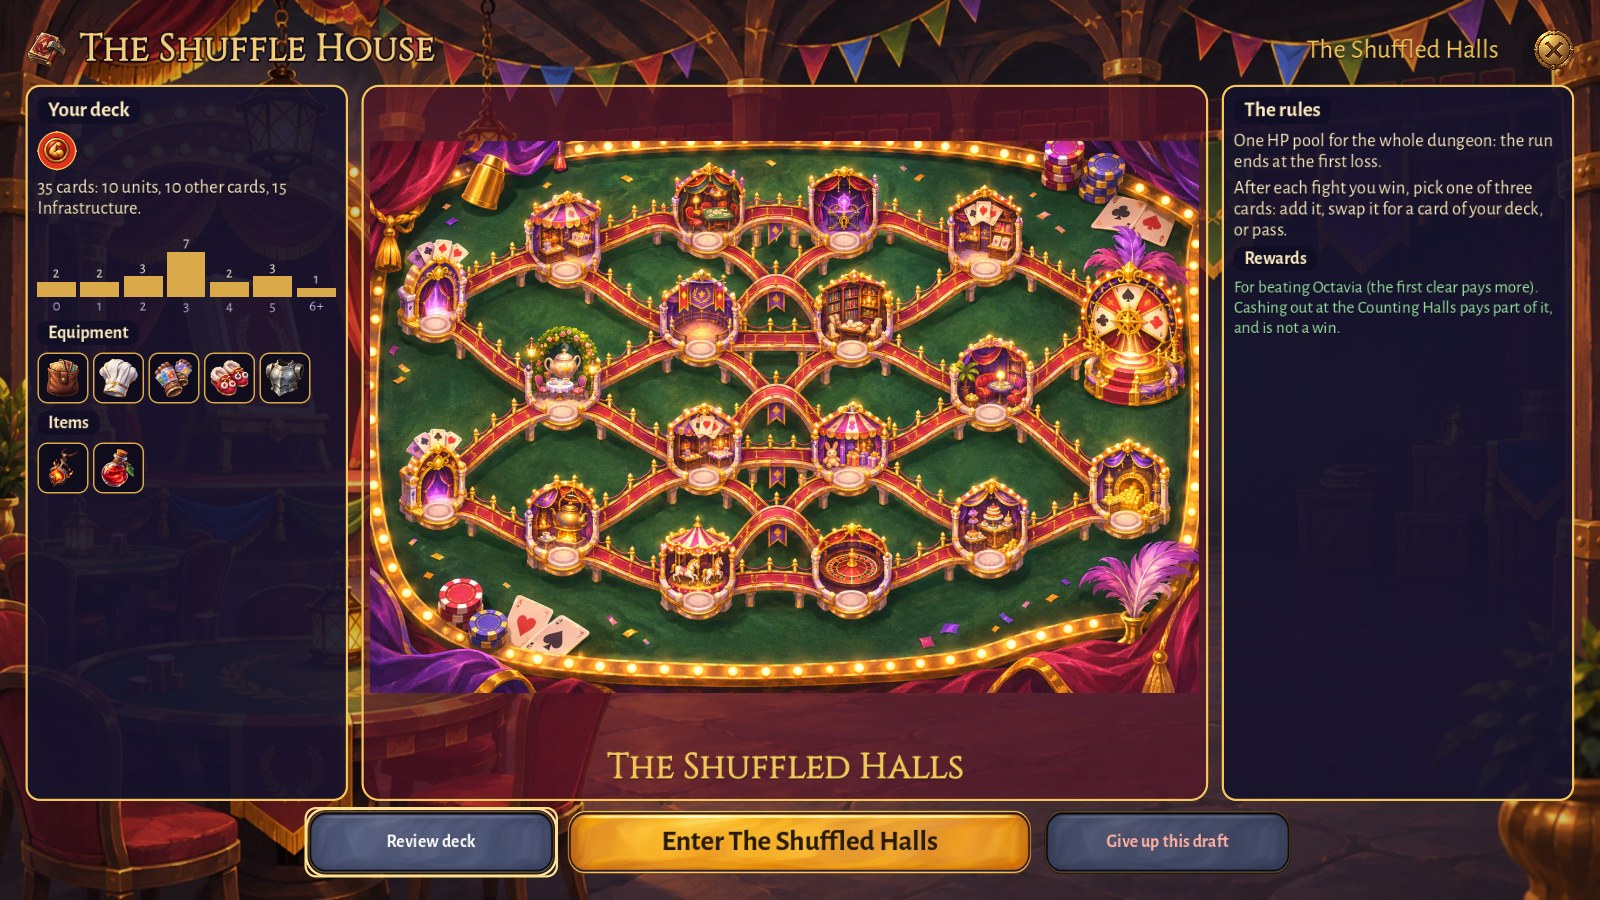 The Shuffle House
The Shuffled Halls
Your deck
35 cards: 10 units, 10 other cards, 15
Infrastructure.
2 2 3 7 2 3 1
0 1 2 3 4 5 6+
Equipment
Items
The Shuffled Halls
The rules
One HP pool for the whole dungeon: the run
ends at the first loss.
After each fight you win, pick one of three
cards: add it, swap it for a card of your deck,
or pass.
Rewards
For beating Octavia (the first clear pays more).
Cashing out at the Counting Halls pays part of it,
and is not a win.
Review deck
Enter The Shuffled Halls
Give up this draft